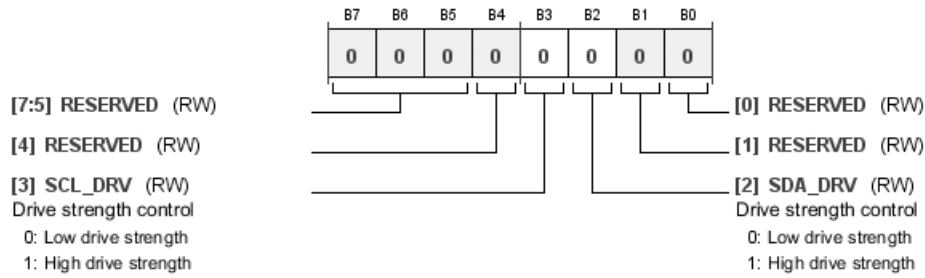 B7 B6 B5 B4 B3 B2 B1 B0
0 0 0 0 0 0 0 0
[7:5] RESERVED (RW)
[4] RESERVED (RW)
[3] SCL_DRV (RW)
Drive strength control
0: Low drive strength
1: High drive strength
[0] RESERVED (RW)
[1] RESERVED (RW)
[2] SDA_DRV (RW)
Drive strength control
0: Low drive strength
1: High drive strength